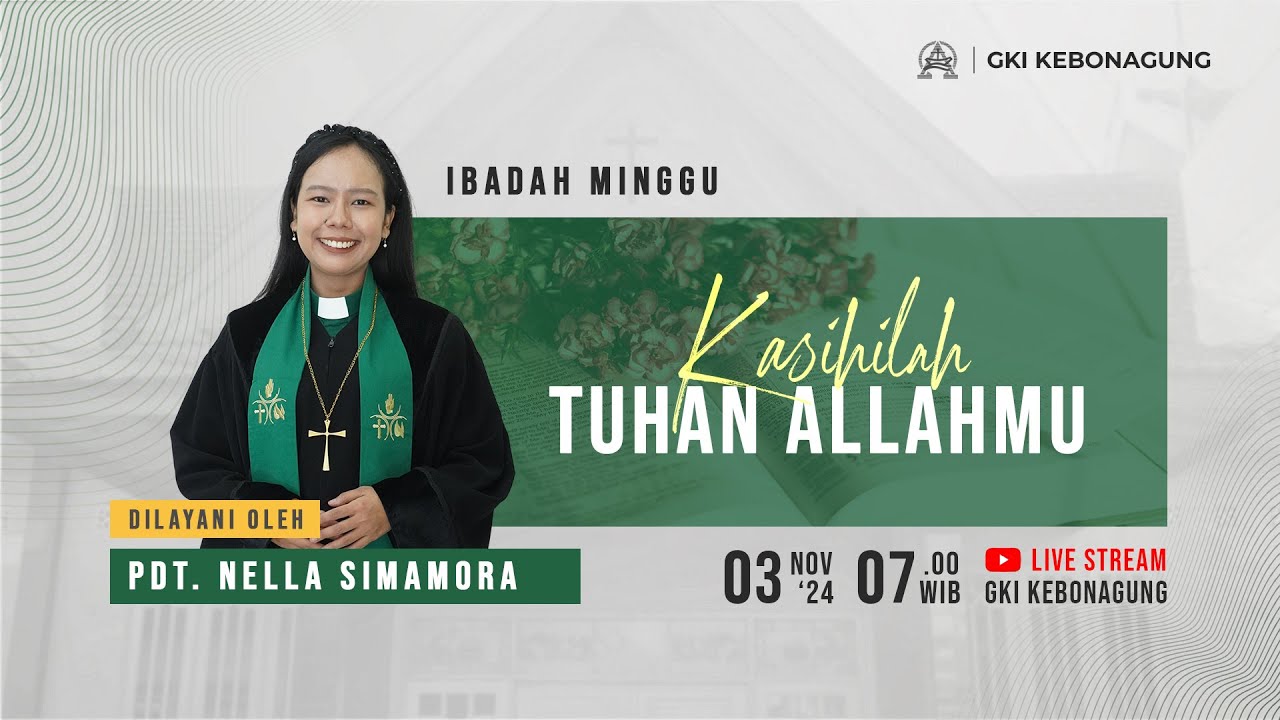 GKI KEBONAGUNG
IBADAH MINGGU
Kasihilah
TUHAN ALLAHMU
DILAYANI OLEH
PDT. NELLA SIMAMORA
03 NOV '24
07.00 WIB
LIVE STREAM
GKI KEBONAGUNG